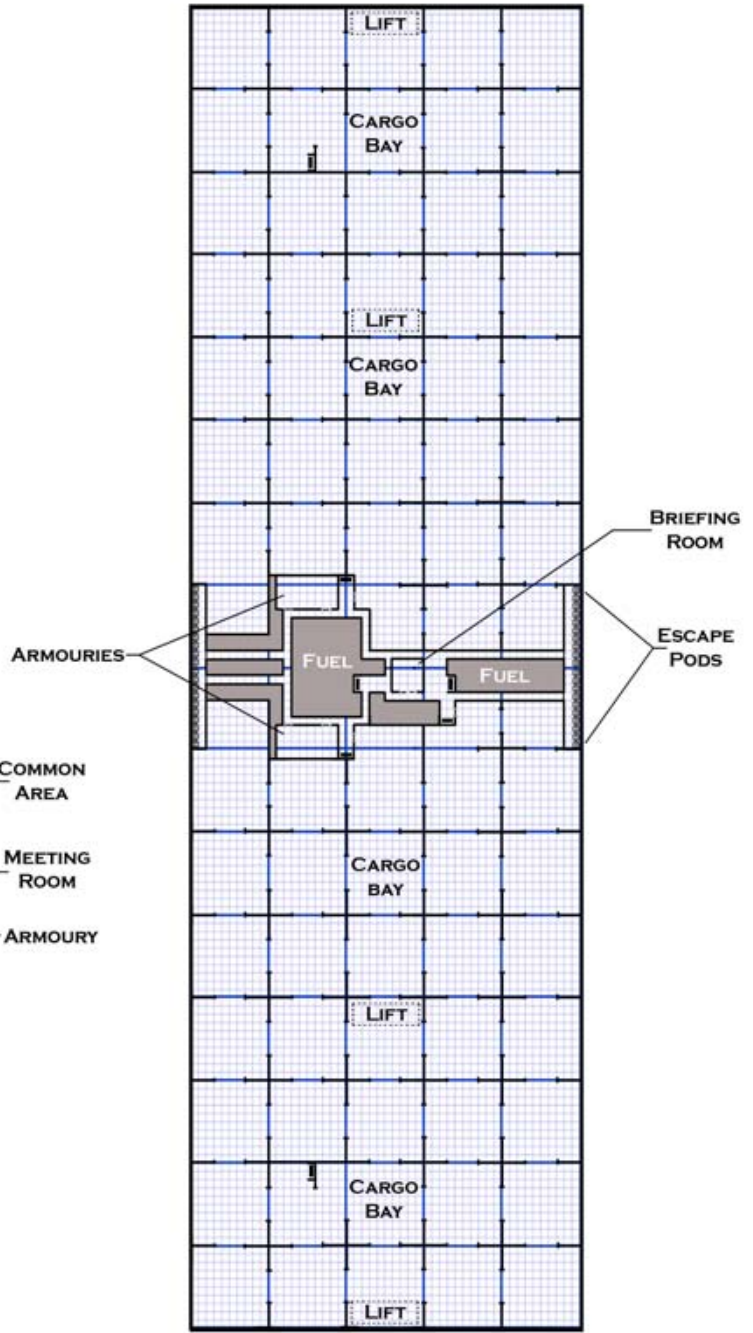 LIFT
CARGO
BAY
LIFT
CARGO
BAY
BRIEFING
ROOM
ARMOURIES
FUEL
FUEL
ESCAPE
PODS
COMMON
AREA
MEETING
ROOM
ARMOURY
CARGO
BAY
LIFT
CARGO
BAY
LIFT